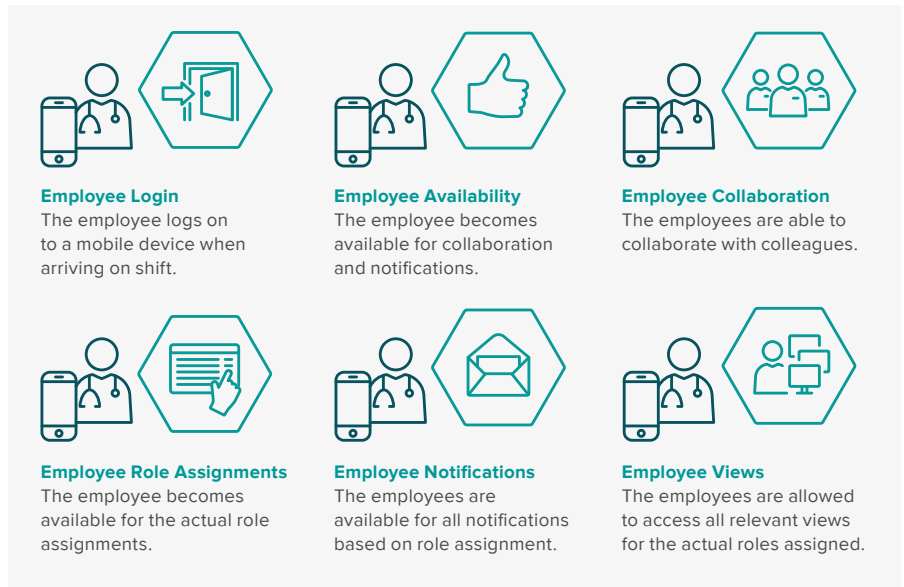 Employee Login
The employee logs on
to a mobile device when
arriving on shift.
Employee Availability
The employee becomes
available for collaboration
and notifications.
Employee Collaboration
The employees are able to
collaborate with colleagues.
Employee Role Assignments
The employee becomes
available for the actual role
assignments.
Employee Notifications
The employees are
available for all notifications
based on role assignment.
Employee Views
The employees are allowed
to access all relevant views
for the actual roles assigned.